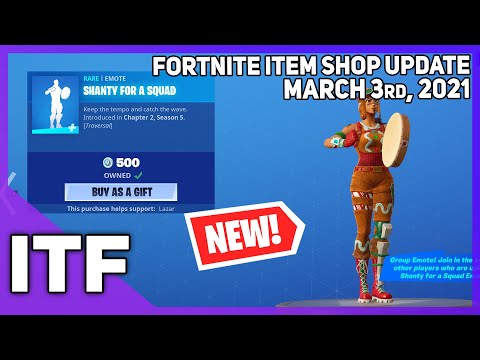 FORTNITE ITEM SHOP UPDATE
MARCH 3RD, 2021
RARE | EMOTE
SHANTY FOR A SQUAD
Keep the tempo and catch the wave.
Introduced in Chapter 2, Season 5.
[Traversal]
500
OWNED
BUY AS A GIFT
This purchase helps support: Lazar
NEW!
Group Emote! Join in the
other players who are u
Shanty for a Squad E
ITF